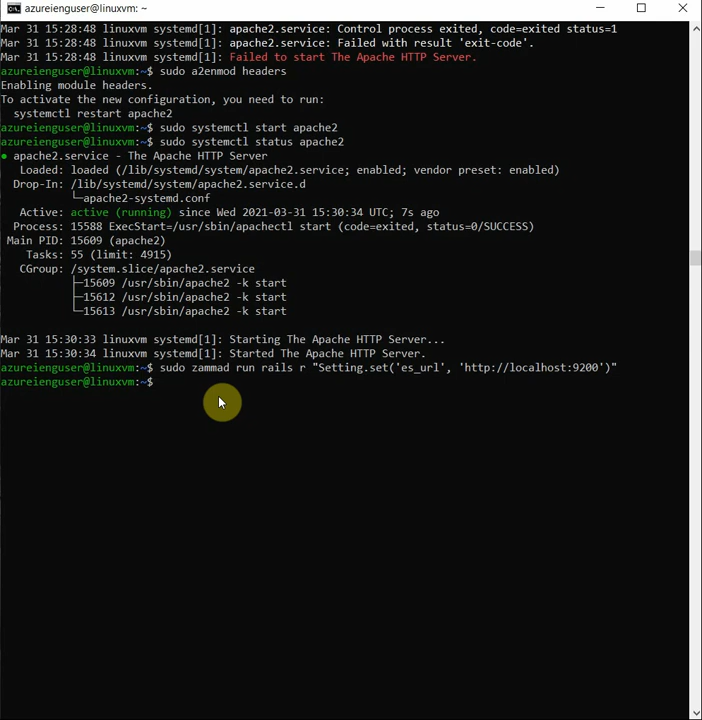 azureienguser@linuxvm: ~
Mar 31 15:28:48 linuxvm systemd[1]: apache2.service: Control process exited, code=exited status=1
Mar 31 15:28:48 linuxvm systemd[1]: apache2.service: Failed with result 'exit-code'.
Mar 31 15:28:48 linuxvm systemd[1]: Failed to start The Apache HTTP Server.
azureienguser@linuxvm:~$ sudo a2enmod headers
Enabling module headers.
To activate the new configuration, you need to run:
  systemctl restart apache2
azureienguser@linuxvm:~$ sudo systemctl start apache2
azureienguser@linuxvm:~$ sudo systemctl status apache2
● apache2.service - The Apache HTTP Server
   Loaded: loaded (/lib/systemd/system/apache2.service; enabled; vendor preset: enabled)
  Drop-In: /lib/systemd/system/apache2.service.d
           └─apache2-systemd.conf
   Active: active (running) since Wed 2021-03-31 15:30:34 UTC; 7s ago
  Process: 15588 ExecStart=/usr/sbin/apachectl start (code=exited, status=0/SUCCESS)
 Main PID: 15609 (apache2)
    Tasks: 55 (limit: 4915)
   CGroup: /system.slice/apache2.service
           ├─15609 /usr/sbin/apache2 -k start
           ├─15612 /usr/sbin/apache2 -k start
           └─15613 /usr/sbin/apache2 -k start
Mar 31 15:30:33 linuxvm systemd[1]: Starting The Apache HTTP Server...
Mar 31 15:30:34 linuxvm systemd[1]: Started The Apache HTTP Server.
azureienguser@linuxvm:~$ sudo zammad run rails r "Setting.set('es_url', 'http://localhost:9200')"
azureienguser@linuxvm:~$